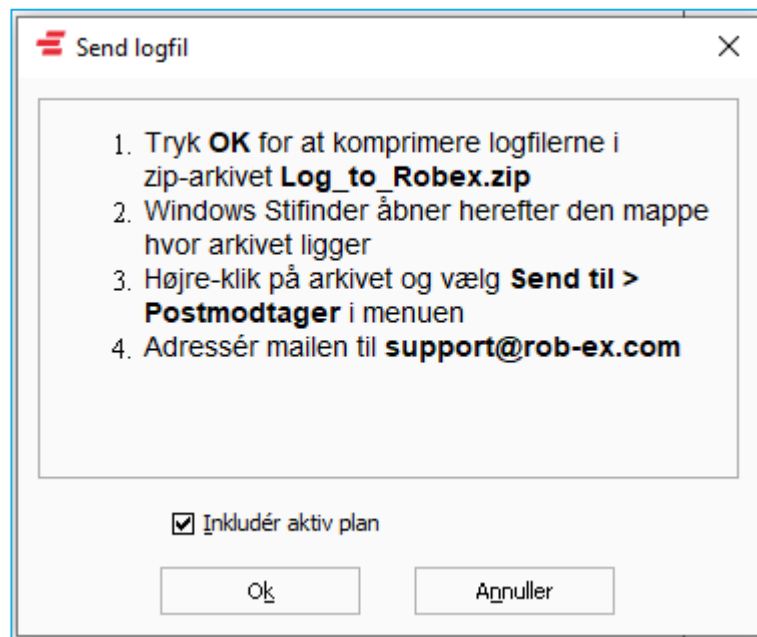 Send logfil
1. Tryk OK for at komprimere logfilerne i
zip-arkivet Log_to_Robex.zip
2. Windows Stifinder åbner herefter den mappe
hvor arkivet ligger
3. Højre-klik på arkivet og vælg Send til >
Postmodtager i menuen
4. Adressér mailen til support@rob-ex.com
Inkludér aktiv plan
Ok
Annuller